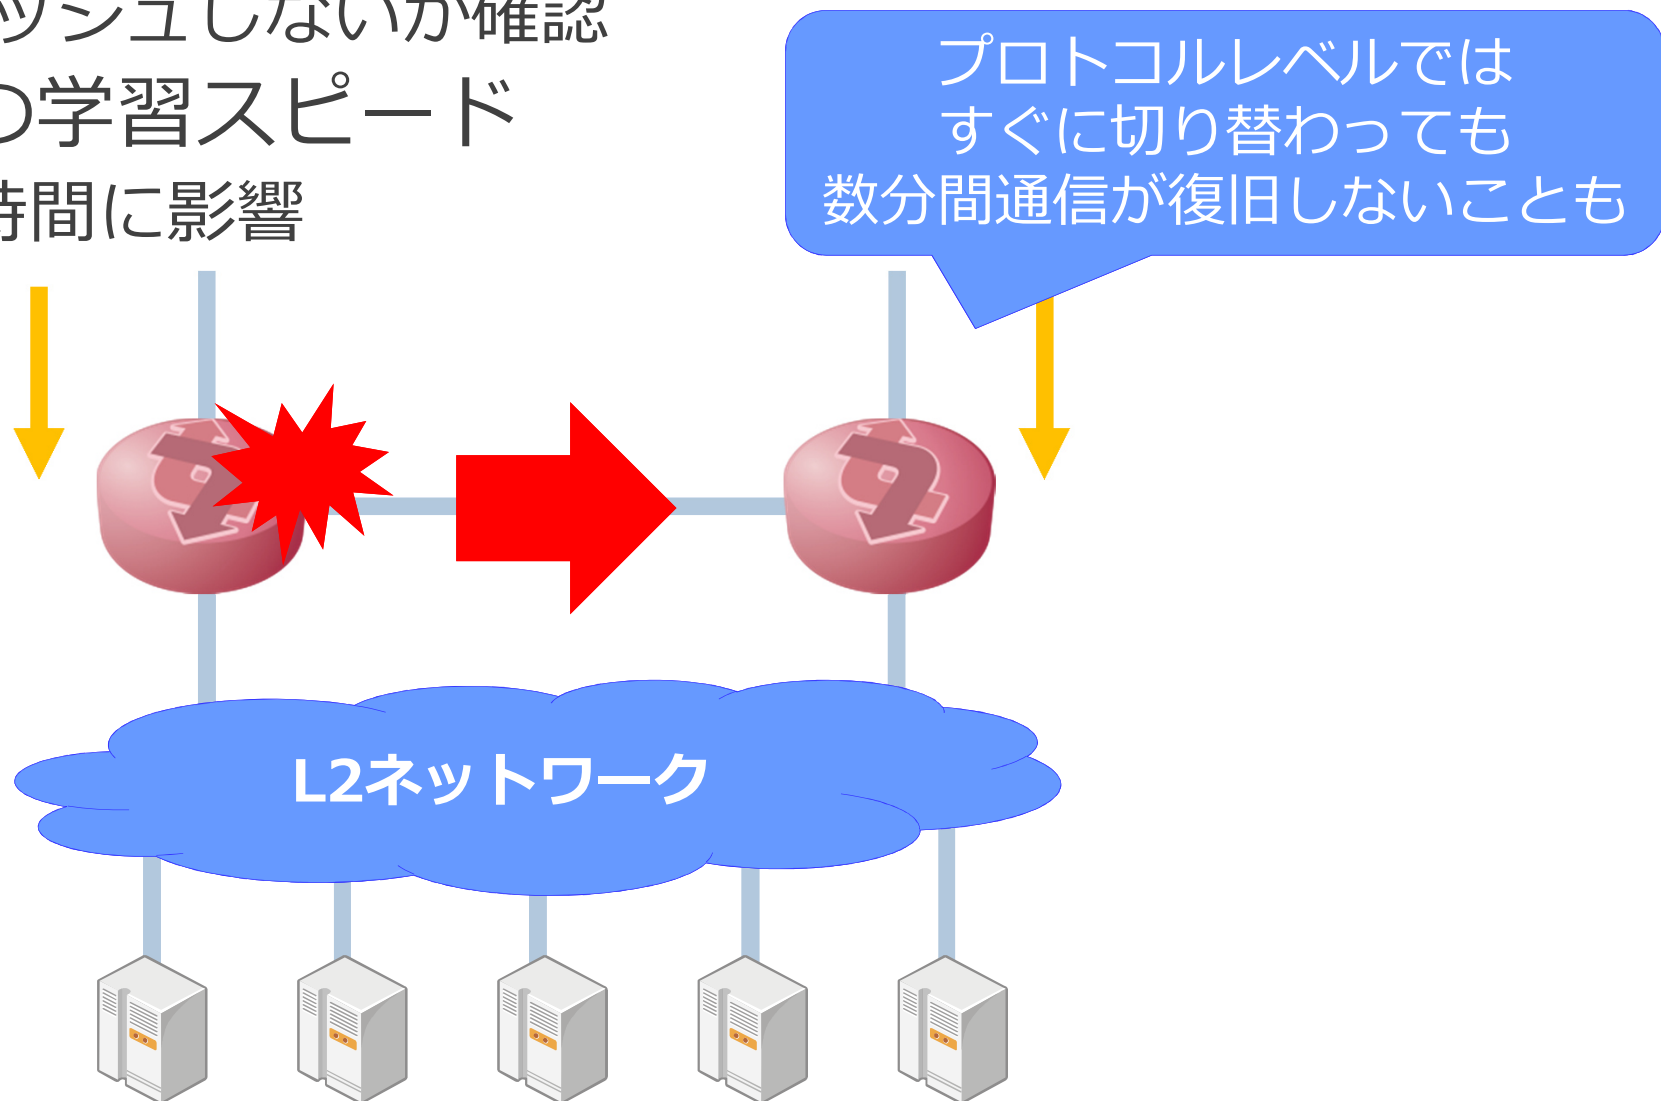 ッシュしないか確認
の学習スピード
時間に影響
プロトコルレベルでは
すぐに切り替わっても
数分間通信が復旧しないことも
L2ネットワーク